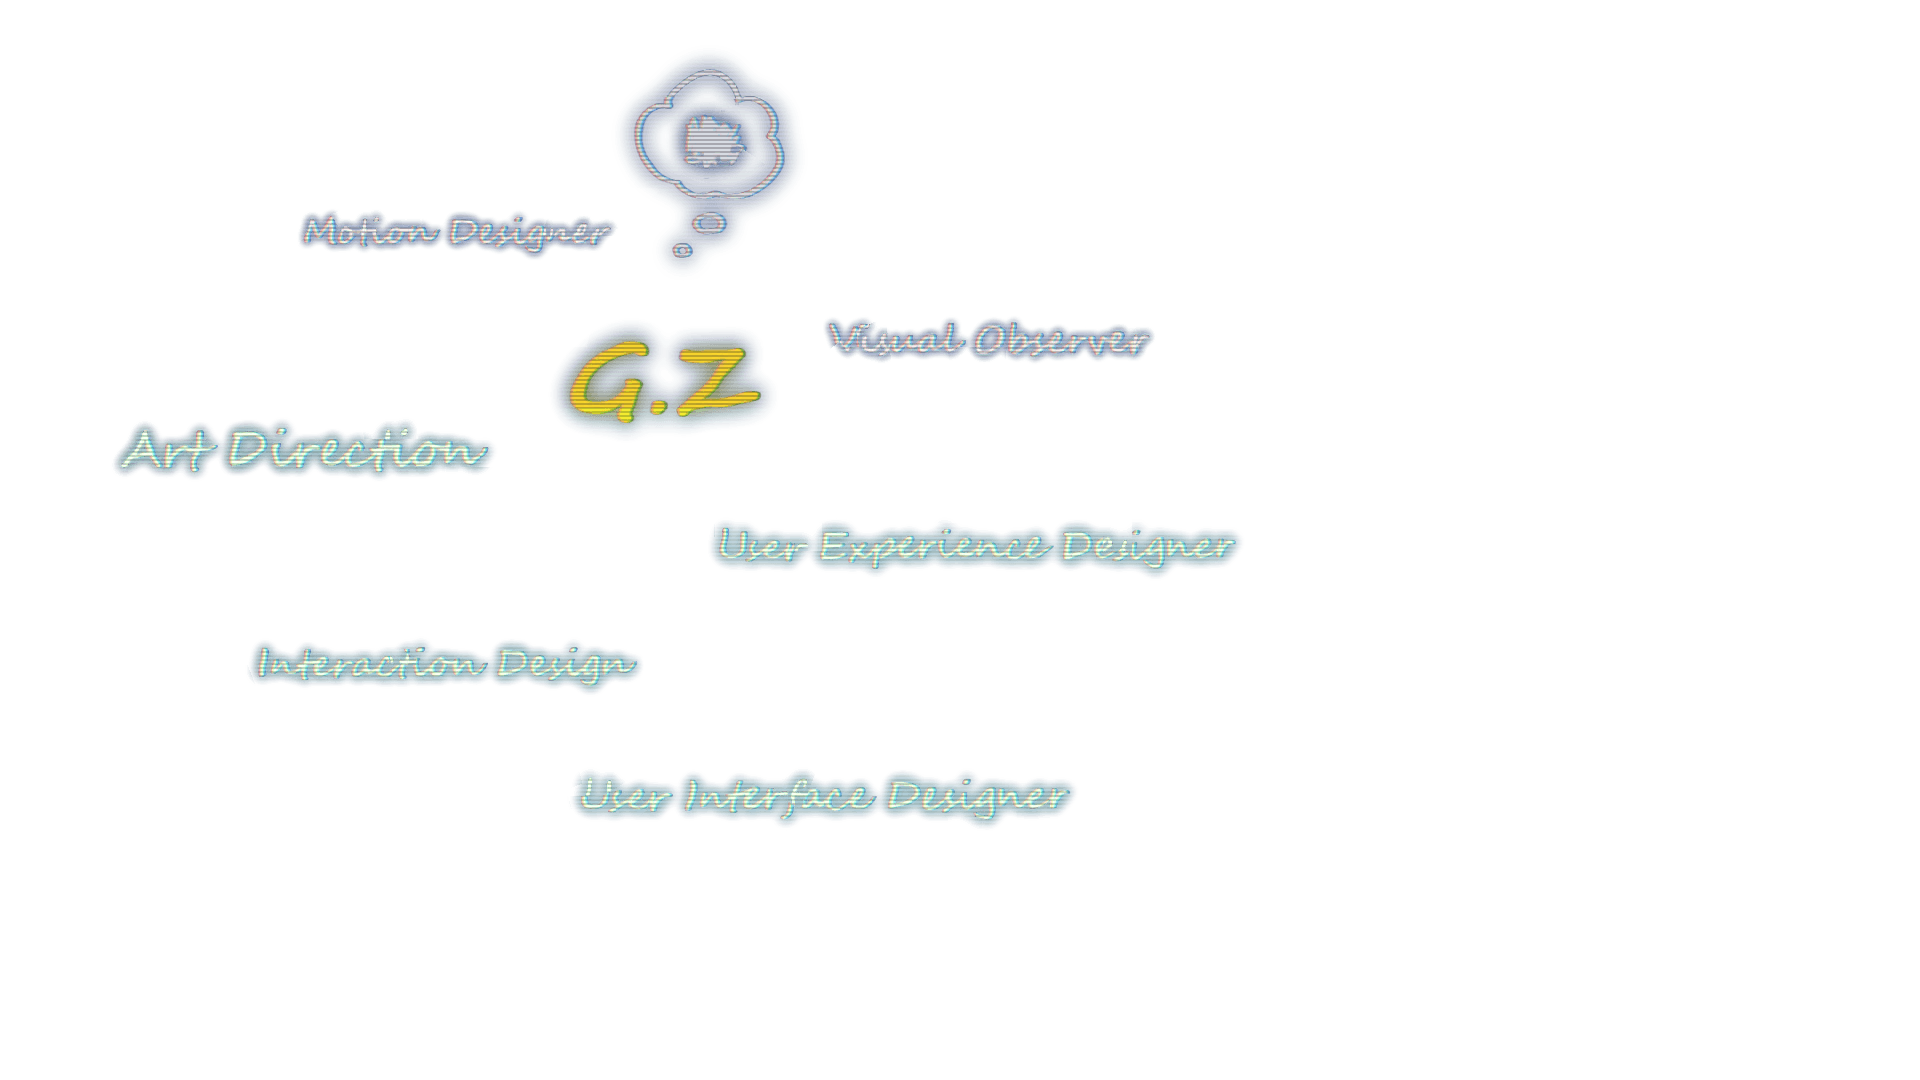 Motion Designer
Visual Observer
G.Z
Art Direction
User Experience Designer
Interaction Design
User Interface Designer